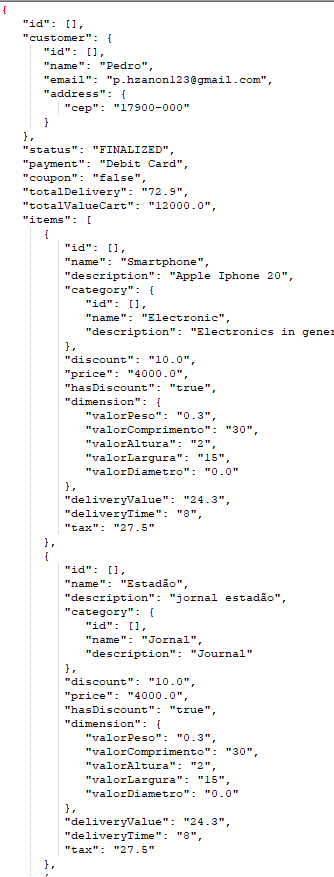 {
"id": [],
"customer": {
"id": [],
"name": "Pedro",
"email": "p.hzanon123@gmail.com",
"address": {
"cep": "17900-000"
}
},
"status": "FINALIZED",
"payment": "Debit Card",
"coupon": "false",
"totalDelivery": "72.9",
"totalValueCart": "12000.0",
"items": [
{
"id": [],
"name": "Smartphone",
"description": "Apple Iphone 20",
"category": {
"id": [],
"name": "Electronic",
"description": "Electronics in gener
},
"discount": "10.0",
"price": "4000.0",
"hasDiscount": "true",
"dimension": {
"valorPeso": "0.3",
"valorComprimento": "30",
"valorAltura": "2",
"valorLargura": "15",
"valorDiametro": "0.0"
},
"deliveryValue": "24.3",
"deliveryTime": "8",
"tax": "27.5"
},
{
"id": [],
"name": "Estadão",
"description": "jornal estadão",
"category": {
"id": [],
"name": "Jornal",
"description": "Journal"
},
"discount": "10.0",
"price": "4000.0",
"hasDiscount": "true",
"dimension": {
"valorPeso": "0.3",
"valorComprimento": "30",
"valorAltura": "2",
"valorLargura": "15",
"valorDiametro": "0.0"
},
"deliveryValue": "24.3",
"deliveryTime": "8",
"tax": "27.5"
},